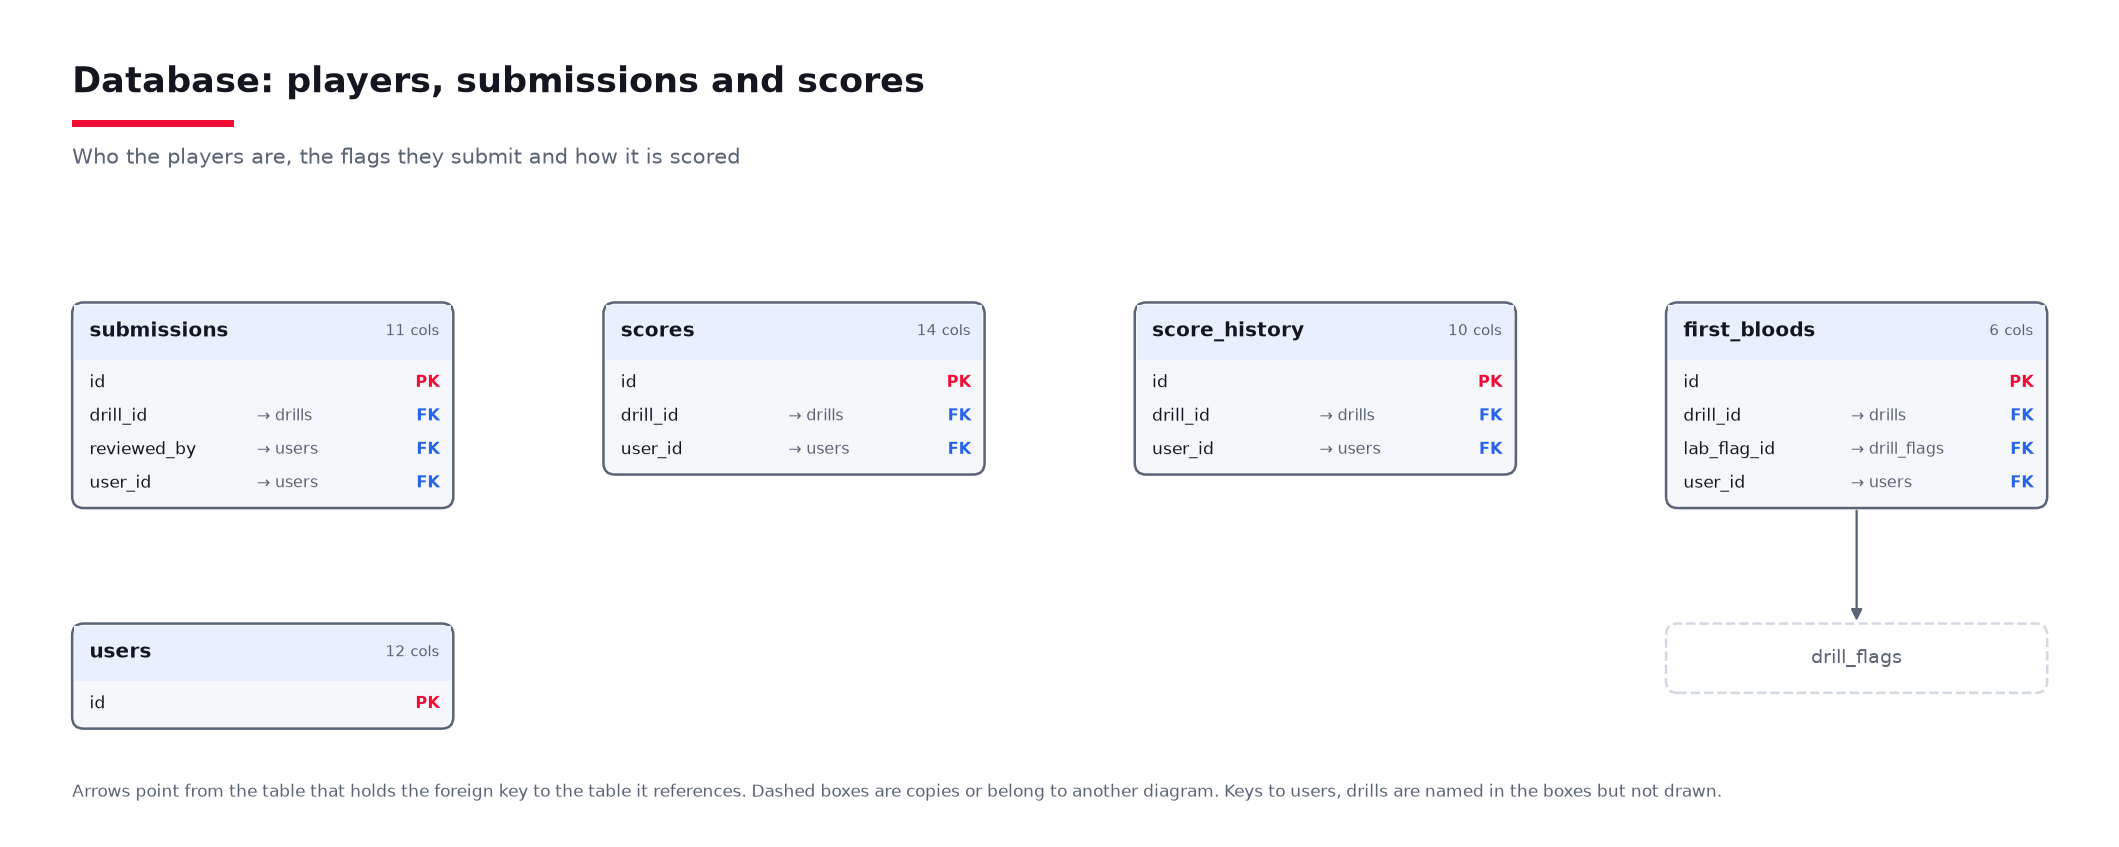 Database: players, submissions and scores
Who the players are, the flags they submit and how it is scored
submissions 11 cols
id PK
drill_id → drills FK
reviewed_by → users FK
user_id → users FK
scores 14 cols
id PK
drill_id → drills FK
user_id → users FK
score_history 10 cols
id PK
drill_id → drills FK
user_id → users FK
first_bloods 6 cols
id PK
drill_id → drills FK
lab_flag_id → drill_flags FK
user_id → users FK
users 12 cols
id PK
drill_flags
Arrows point from the table that holds the foreign key to the table it references. Dashed boxes are copies or belong to another diagram. Keys to users, drills are named in the boxes but not drawn.